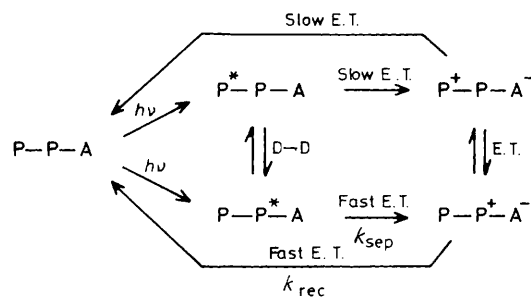 Slow E.T.
P* — P — A Slow E.T. P+ — P — A−
hν
P — P — A D→D E.T.
hν
P — P* — A Fast E.T. P — P+ — A−
ksep
Fast E.T.
krec